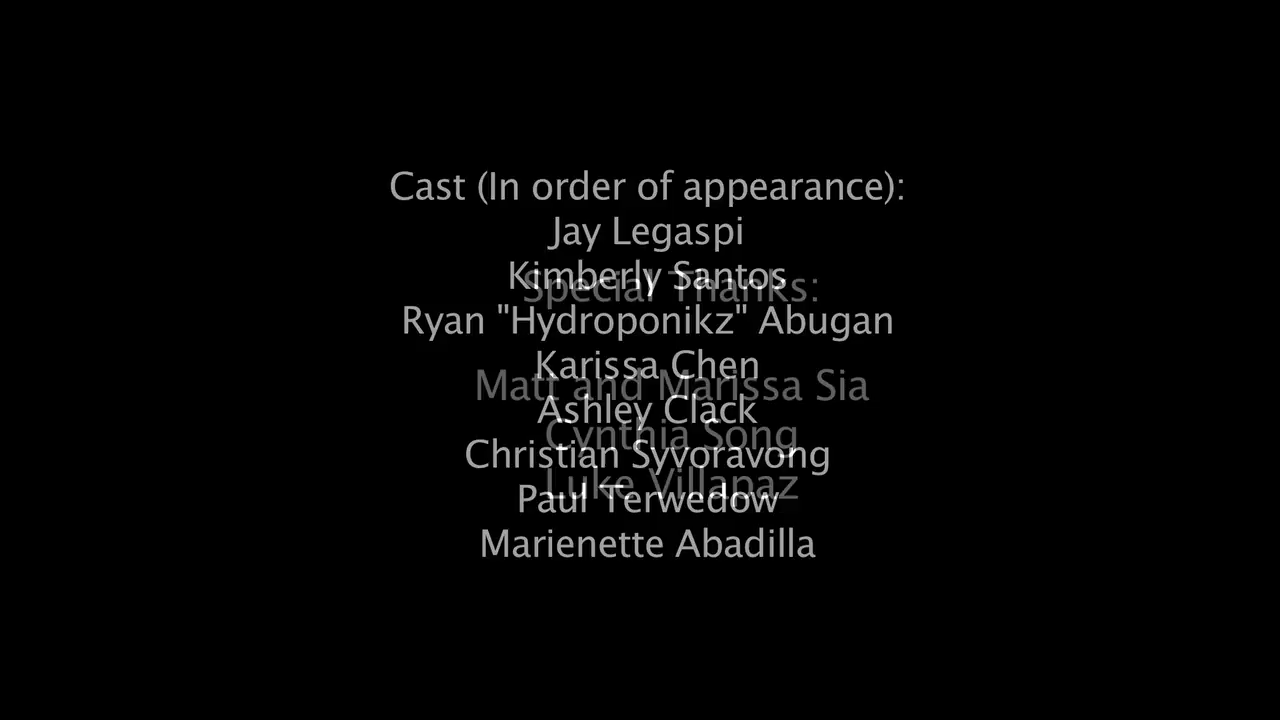 Cast (In order of appearance):
Jay Legaspi
Kimberly Santos
Ryan "Hydroponikz" Abugan
Karissa Chen
Ashley Clack
Christian Syvoravong
Paul Terwedow
Marienette Abadilla
Special Thanks:
Matt and Marissa Sia
Cynthia Song
Luke Villapaz